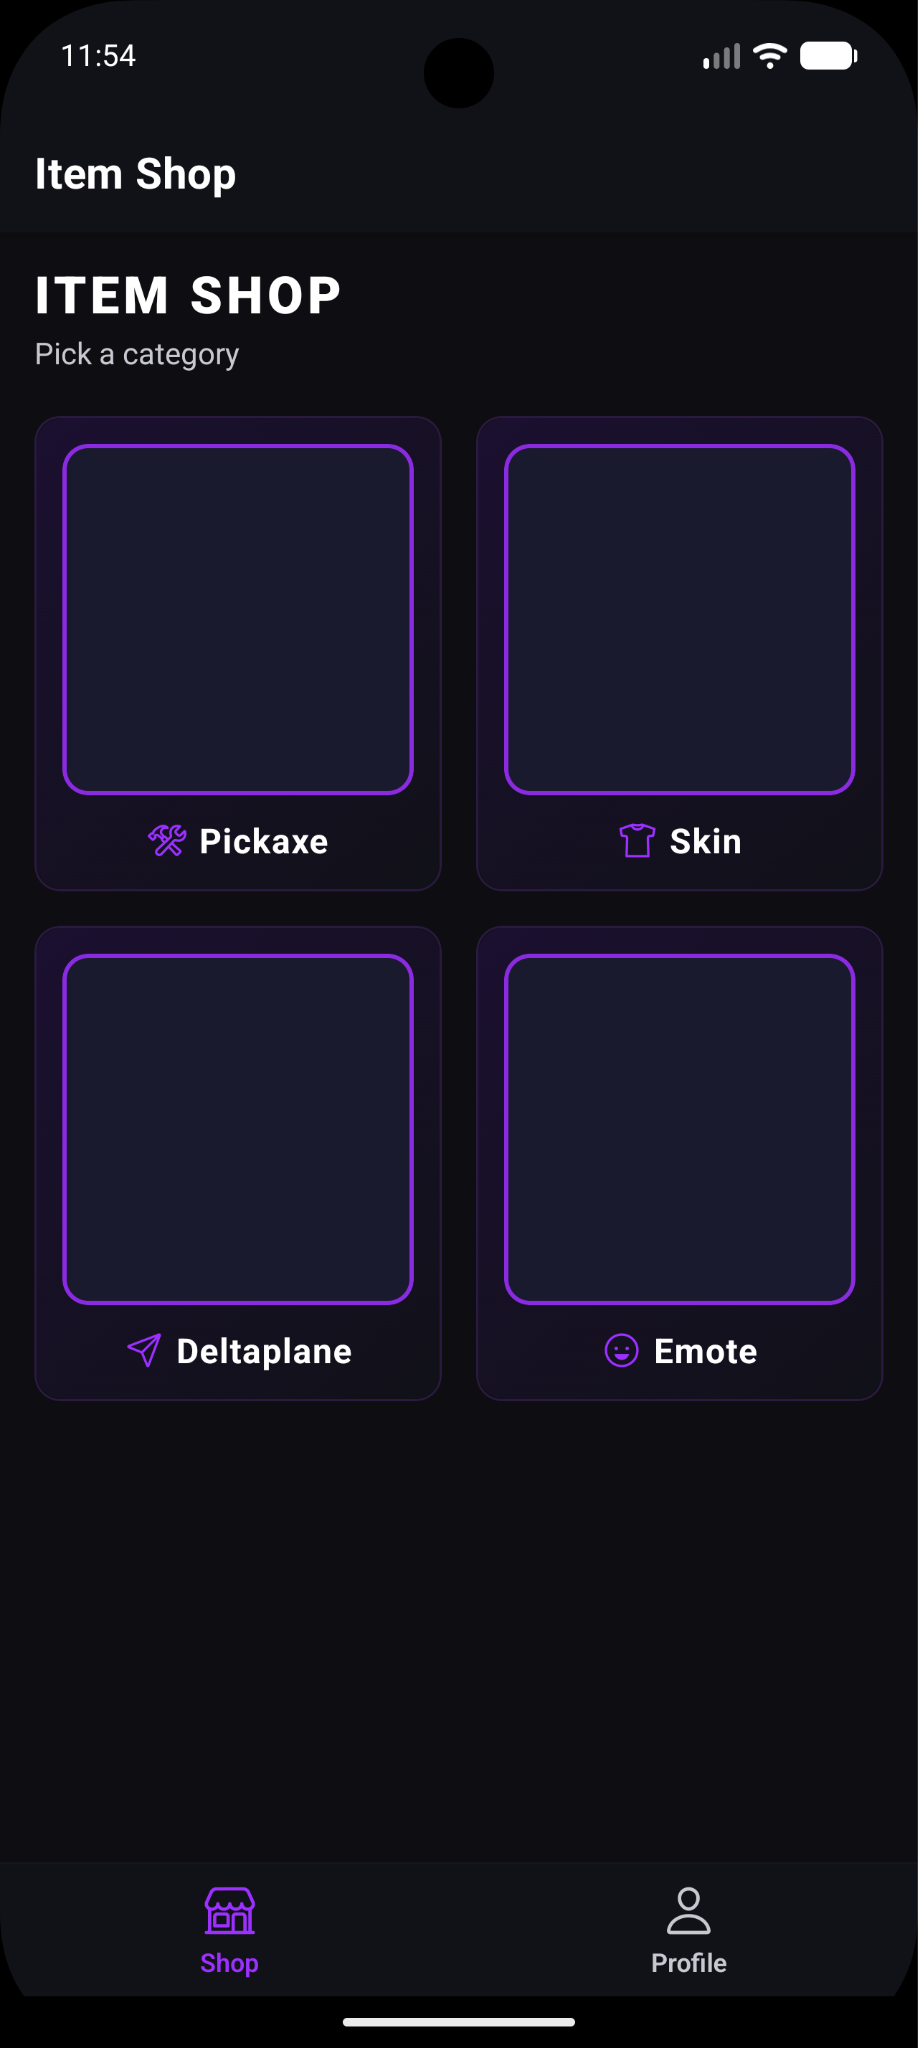 11:54
Item Shop
ITEM SHOP
Pick a category
Pickaxe
Skin
Deltaplane
Emote
Shop
Profile